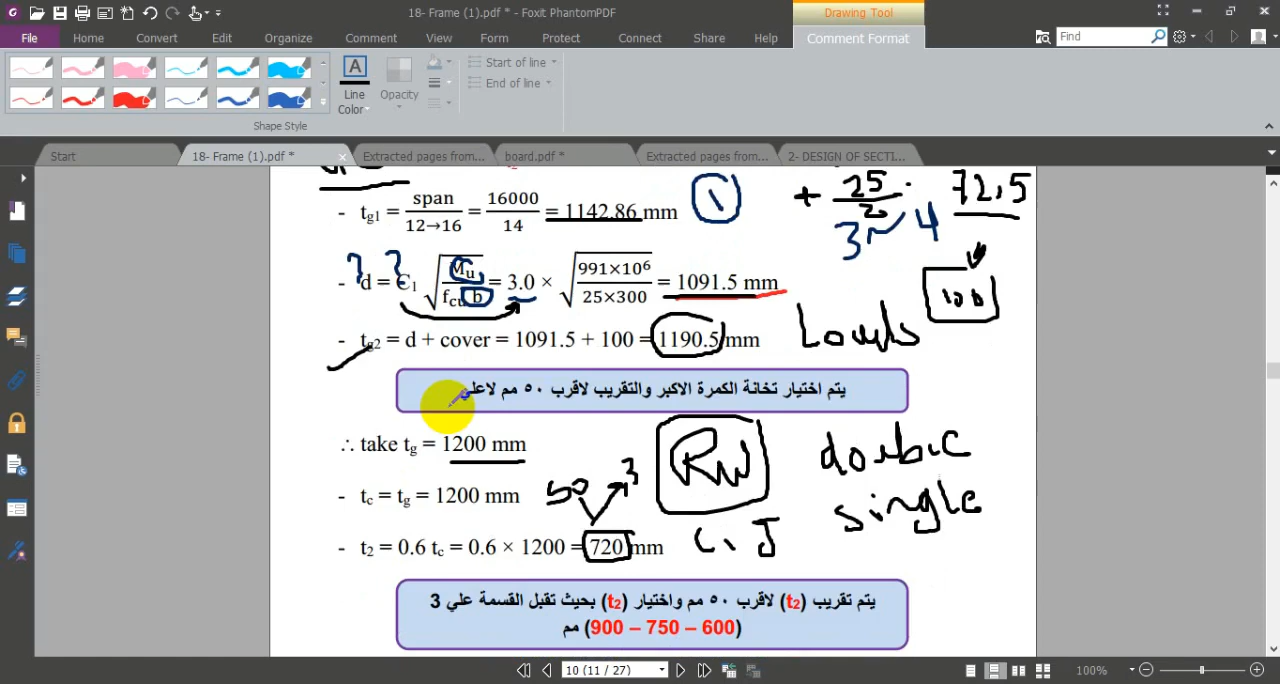 18- Frame (1).pdf * - Foxit PhantomPDF
Drawing Tool
File Home Convert Edit Organize Comment View Form Protect Connect Share Help Comment Format
Find
Line Color
Opacity
Start of line
End of line
Shape Style
Start
18- Frame (1).pdf *
Extracted pages from...
board.pdf *
Extracted pages from...
2- DESIGN OF SECTI...
- tg1 = span / 12→16 = 16000 / 14 = 1142.86 mm
1
+ 25 / 2
72.5
3 4
- d = C1 √(Mu / fcu b) = 3.0 × √(991×10⁶ / 25×300) = 1091.5 mm
? ?
100
- tg2 = d + cover = 1091.5 + 100 = 1190.5 mm
Loads
يتم اختيار تخانة الكمرة الاكبر والتقريب لاقرب ٥٠ مم لاعلي
∴ take tg = 1200 mm
RW
double
- tc = tg = 1200 mm
50 3
single
- t2 = 0.6 tc = 0.6 × 1200 = 720 mm
يتم تقريب (t2) لاقرب ٥٠ مم واختيار (t2) بحيث تقبل القسمة علي 3
(600 – 750 – 900) مم
10 (11 / 27)
100%